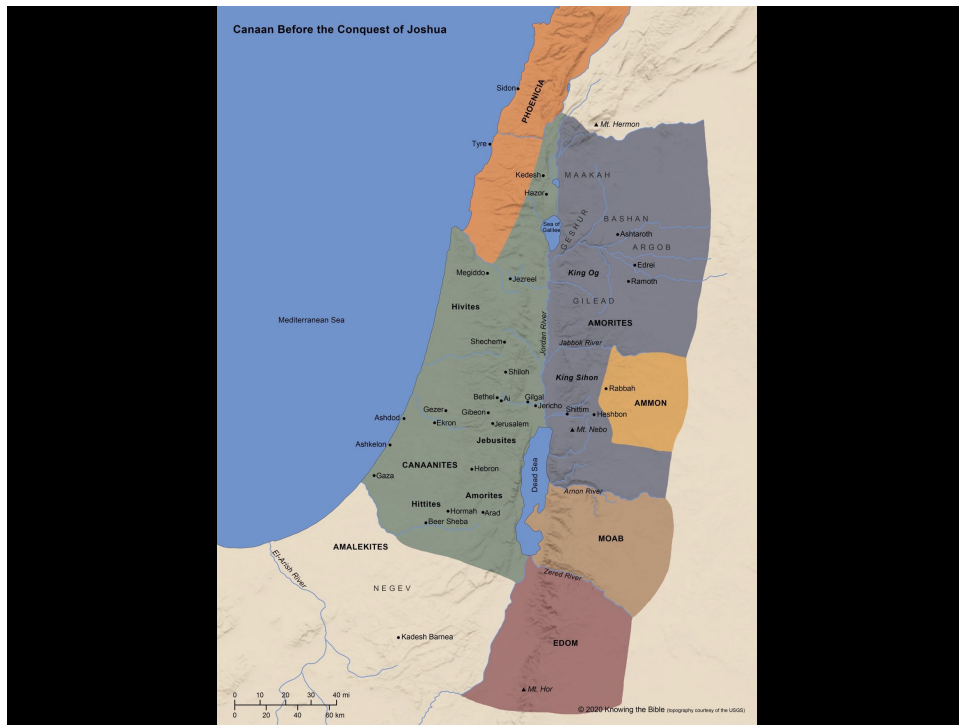 Canaan Before the Conquest of Joshua
Sidon
PHOENICIA
Mt. Hermon
Tyre
Kedesh
MAAKAH
Hazor
Sea of
Galilee
GESHUR
BASHAN
Ashtaroth
ARGOB
Edrei
King Og
Ramoth
Megiddo
Jezreel
GILEAD
Hivites
Mediterranean Sea
AMORITES
Jordan River
Shechem
Jabbok River
Shiloh
King Sihon
Rabbah
AMMON
Bethel
Ai
Gilgal
Jericho
Shittim
Heshbon
Gezer
Gibeon
Ashdod
Ekron
Jerusalem
Mt. Nebo
Jebusites
Ashkelon
CANAANITES
Hebron
Dead Sea
Gaza
Arnon River
Amorites
Hittites
Hormah
Arad
Beer Sheba
MOAB
AMALEKITES
El-Arish River
Zered River
NEGEV
Kadesh Barnea
EDOM
Mt. Hor
0 10 20 30 40 mi
0 20 40 60 km
© 2020 Knowing the Bible (topography courtesy of the USGS)